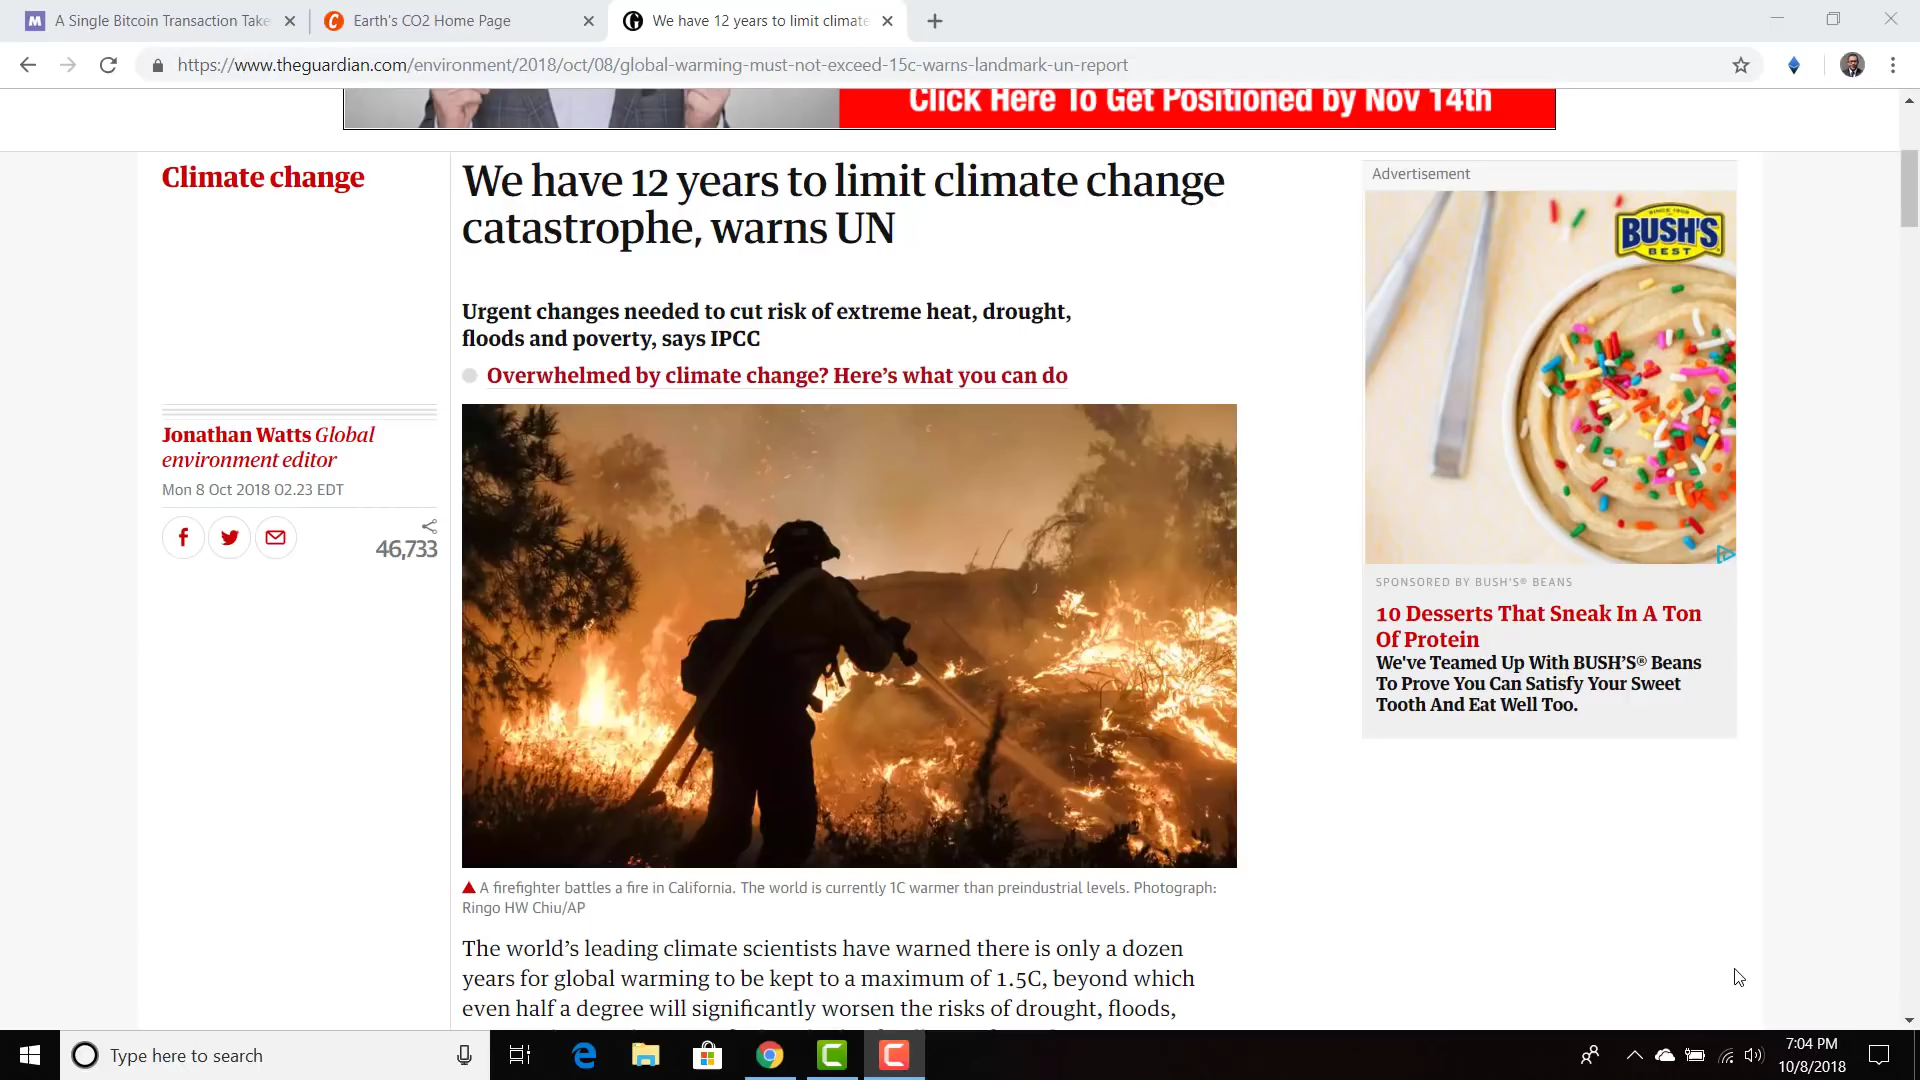 A Single Bitcoin Transaction Take
Earth's CO2 Home Page
We have 12 years to limit climate
https://www.theguardian.com/environment/2018/oct/08/global-warming-must-not-exceed-15c-warns-landmark-un-report
Click Here To Get Positioned by Nov 14th
Climate change
We have 12 years to limit climate change
catastrophe, warns UN
Urgent changes needed to cut risk of extreme heat, drought,
floods and poverty, says IPCC
Overwhelmed by climate change? Here's what you can do
Jonathan Watts Global
environment editor
Mon 8 Oct 2018 02.23 EDT
46,733
A firefighter battles a fire in California. The world is currently 1C warmer than preindustrial levels. Photograph:
Ringo HW Chiu/AP
The world's leading climate scientists have warned there is only a dozen
years for global warming to be kept to a maximum of 1.5C, beyond which
even half a degree will significantly worsen the risks of drought, floods,
Advertisement
SINCE 1908
BUSH'S
BEST
SPONSORED BY BUSH'S® BEANS
10 Desserts That Sneak In A Ton
Of Protein
We've Teamed Up With BUSH'S® Beans
To Prove You Can Satisfy Your Sweet
Tooth And Eat Well Too.
Type here to search
7:04 PM
10/8/2018